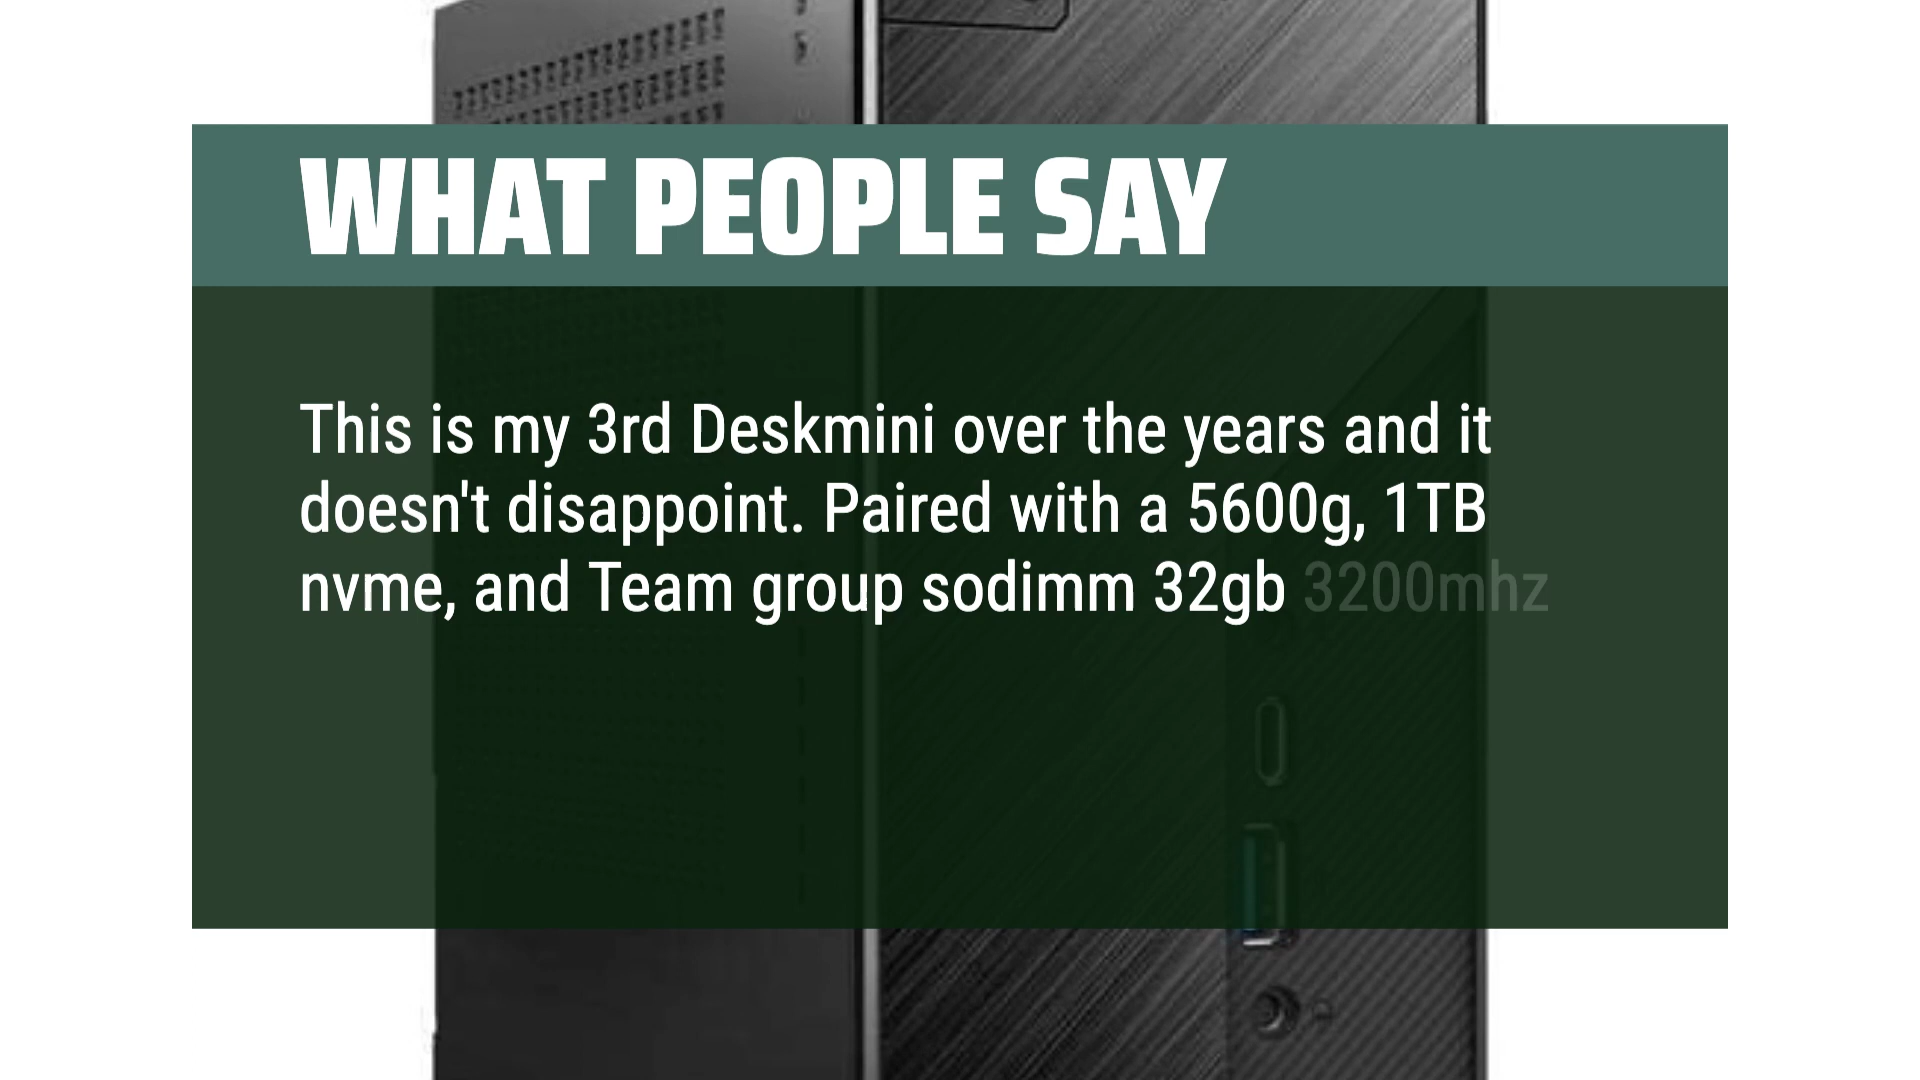 WHAT PEOPLE SAY
This is my 3rd Deskmini over the years and it
doesn't disappoint. Paired with a 5600g, 1TB
nvme, and Team group sodimm 32gb 3200mhz